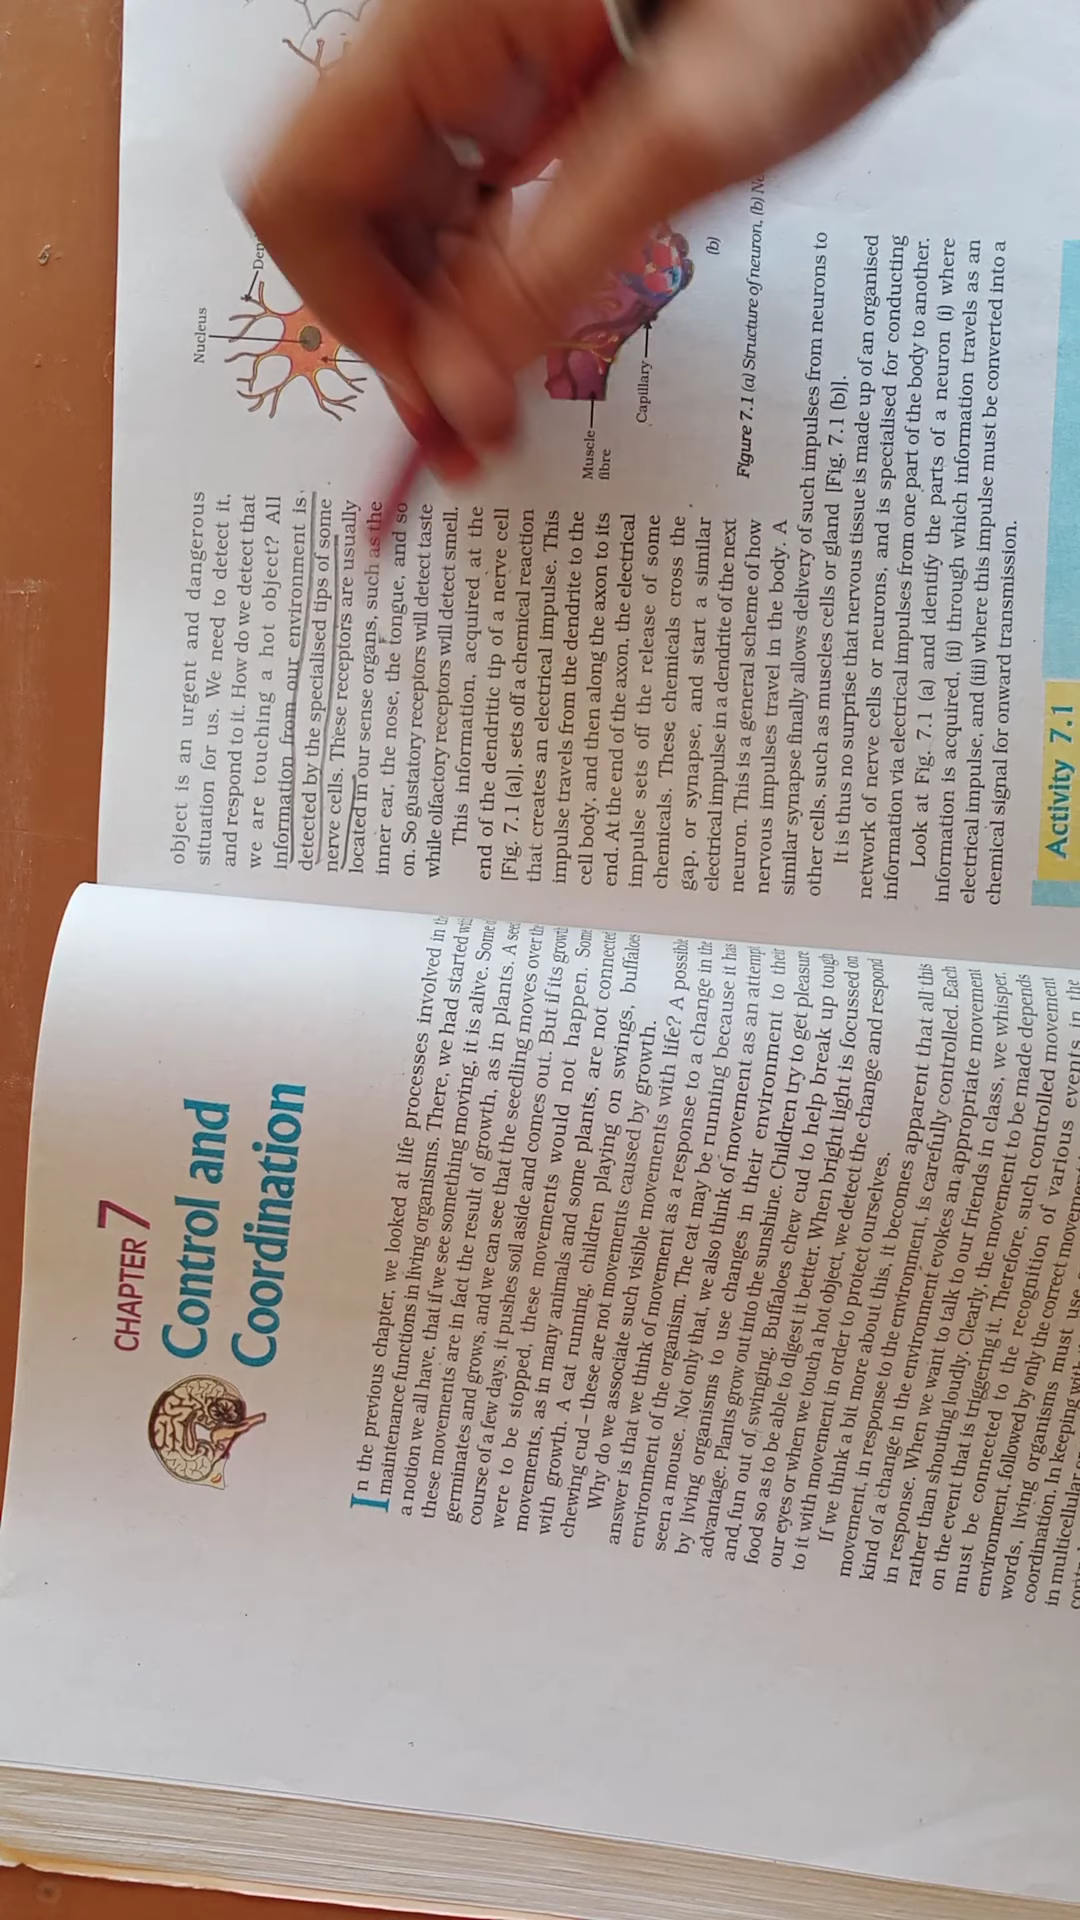 CHAPTER 7
Control and
Coordination
In the previous chapter, we looked at life processes involved in the
maintenance functions in living organisms. There, we had started with
a notion we all have, that if we see something moving, it is alive. Some
these movements are in fact the result of growth, as in plants. A seed
germinates and grows, and we can see that the seedling moves over the
course of a few days, it pushes soil aside and comes out. But if its growth
were to be stopped, these movements would not happen. Some
movements, as in many animals and some plants, are not connected
with growth. A cat running, children playing on swings, buffaloes
chewing cud – these are not movements caused by growth.
Why do we associate such visible movements with life? A possible
answer is that we think of movement as a response to a change in the
environment of the organism. The cat may be running because it has
seen a mouse. Not only that, we also think of movement as an attempt
by living organisms to use changes in their environment to their
advantage. Plants grow out into the sunshine. Children try to get pleasure
and fun out of swinging. Buffaloes chew cud to help break up tough
food so as to be able to digest it better. When bright light is focussed on
our eyes or when we touch a hot object, we detect the change and respond
to it with movement in order to protect ourselves.
If we think a bit more about this, it becomes apparent that all this
movement, in response to the environment, is carefully controlled. Each
kind of a change in the environment evokes an appropriate movement
in response. When we want to talk to our friends in class, we whisper,
rather than shouting loudly. Clearly, the movement to be made depends
on the event that is triggering it. Therefore, such controlled movement
must be connected to the recognition of various events in the
environment, followed by only the correct movement
words, living organisms must use
coordination. In keeping with
in multicellular
object is an urgent and dangerous
situation for us. We need to detect it,
and respond to it. How do we detect that
we are touching a hot object? All
information from our environment is
detected by the specialised tips of some
nerve cells. These receptors are usually
located in our sense organs, such as the
inner ear, the nose, the tongue, and so
on. So gustatory receptors will detect taste
while olfactory receptors will detect smell.
This information, acquired at the
end of the dendritic tip of a nerve cell
[Fig. 7.1 (a)], sets off a chemical reaction
that creates an electrical impulse. This
impulse travels from the dendrite to the
cell body, and then along the axon to its
end. At the end of the axon, the electrical
impulse sets off the release of some
chemicals. These chemicals cross the
gap, or synapse, and start a similar
electrical impulse in a dendrite of the next
neuron. This is a general scheme of how
nervous impulses travel in the body. A
similar synapse finally allows delivery of such impulses from neurons to
other cells, such as muscles cells or gland [Fig. 7.1 (b)].
It is thus no surprise that nervous tissue is made up of an organised
network of nerve cells or neurons, and is specialised for conducting
information via electrical impulses from one part of the body to another.
Look at Fig. 7.1 (a) and identify the parts of a neuron (i) where
information is acquired, (ii) through which information travels as an
electrical impulse, and (iii) where this impulse must be converted into a
chemical signal for onward transmission.
Nucleus
Den
Muscle
fibre
Capillary
(b)
Figure 7.1 (a) Structure of neuron, (b)
Activity 7.1